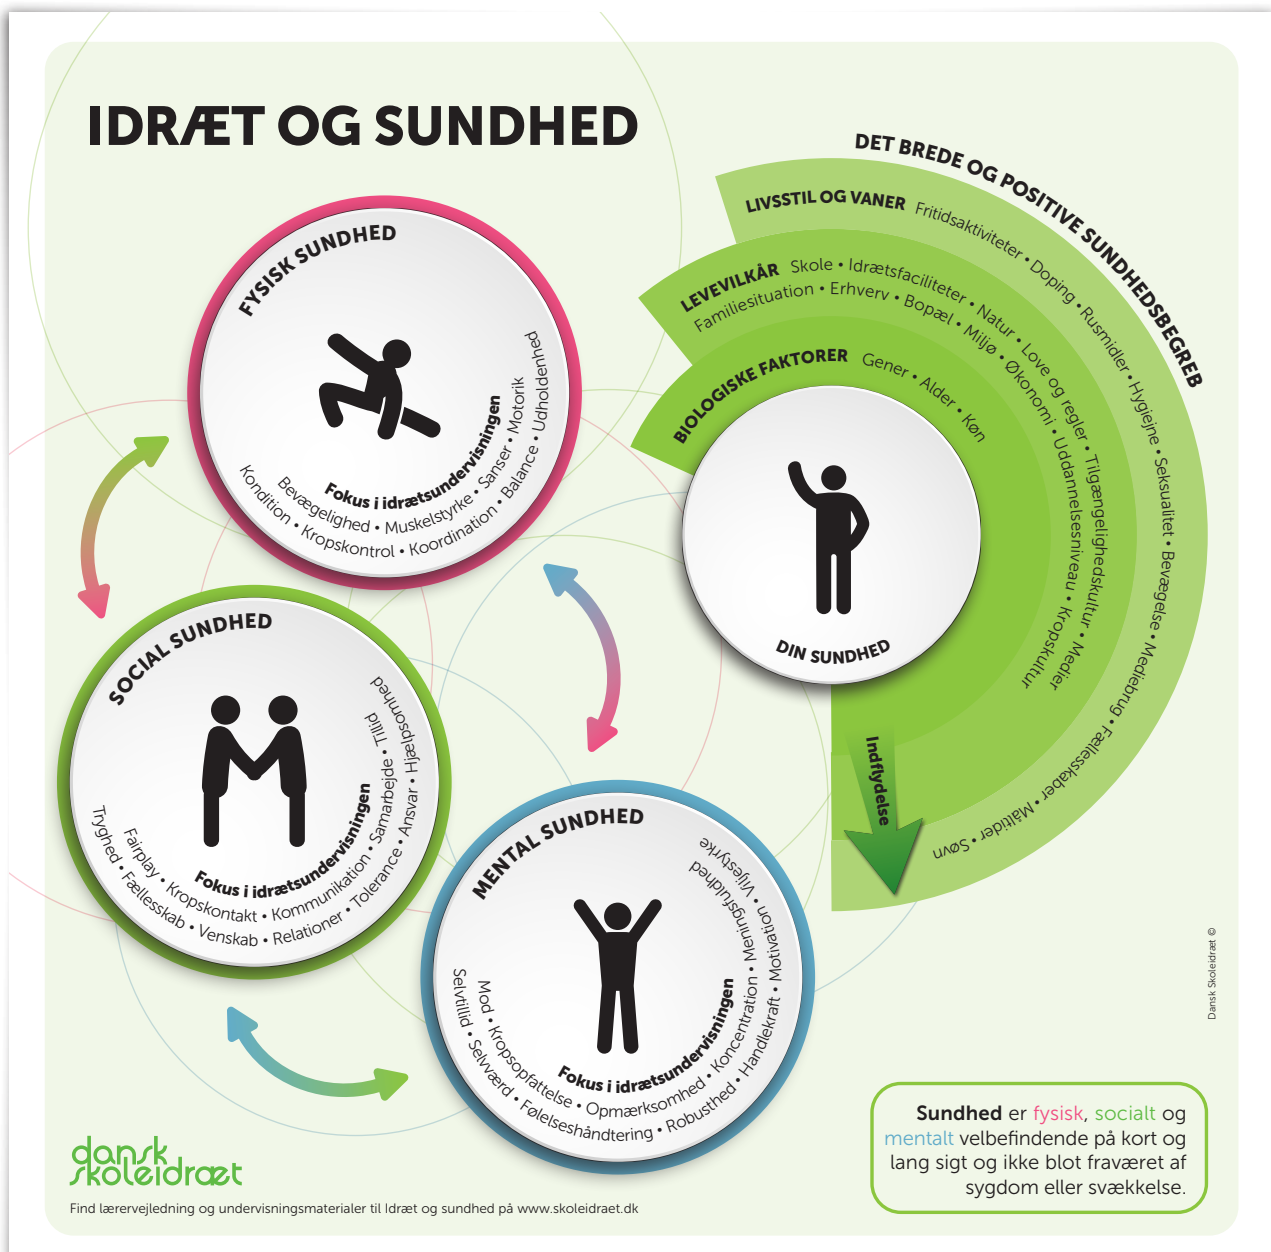 IDRÆT OG SUNDHED
FYSISK SUNDHED
Fokus i idrætsundervisningen
Bevægelighed • Muskelstyrke • Sanser • Motorik
Kondition • Kropskontrol • Koordination • Balance • Udholdenhed
SOCIAL SUNDHED
Fokus i idrætsundervisningen
Fairplay • Kropskontakt • Kommunikation • Samarbejde • Tillid
Tryghed • Fællesskab • Venskab • Relationer • Tolerance • Ansvar • Hjælpsomhed
MENTAL SUNDHED
Fokus i idrætsundervisningen
Mod • Kropsopfattelse • Opmærksomhed • Koncentration • Meningsfuldhed
Selvtillid • Selvværd • Følelseshåndtering • Robusthed • Handlekraft • Motivation • Viljestyrke
DET BREDE OG POSITIVE SUNDHEDSBEGREB
LIVSSTIL OG VANER Fritidsaktiviteter • Doping • Rusmidler • Hygiejne • Seksualitet • Bevægelse • Mediebrug • Fællesskaber • Måltider • Søvn
LEVEVILKÅR Skole • Idrætsfaciliteter • Natur • Love og regler • Tilgængelighedskultur • Medier
Familiesituation • Erhverv • Bopæl • Miljø • Økonomi • Uddannelsesniveau • Kropskultur
BIOLOGISKE FAKTORER Gener • Alder • Køn
DIN SUNDHED
Indflydelse
Dansk Skoleidræt ©
Sundhed er fysisk, socialt og
mentalt velbefindende på kort og
lang sigt og ikke blot fraværet af
sygdom eller svækkelse.
dansk
skoleidræt
Find lærervejledning og undervisningsmaterialer til Idræt og sundhed på www.skoleidraet.dk